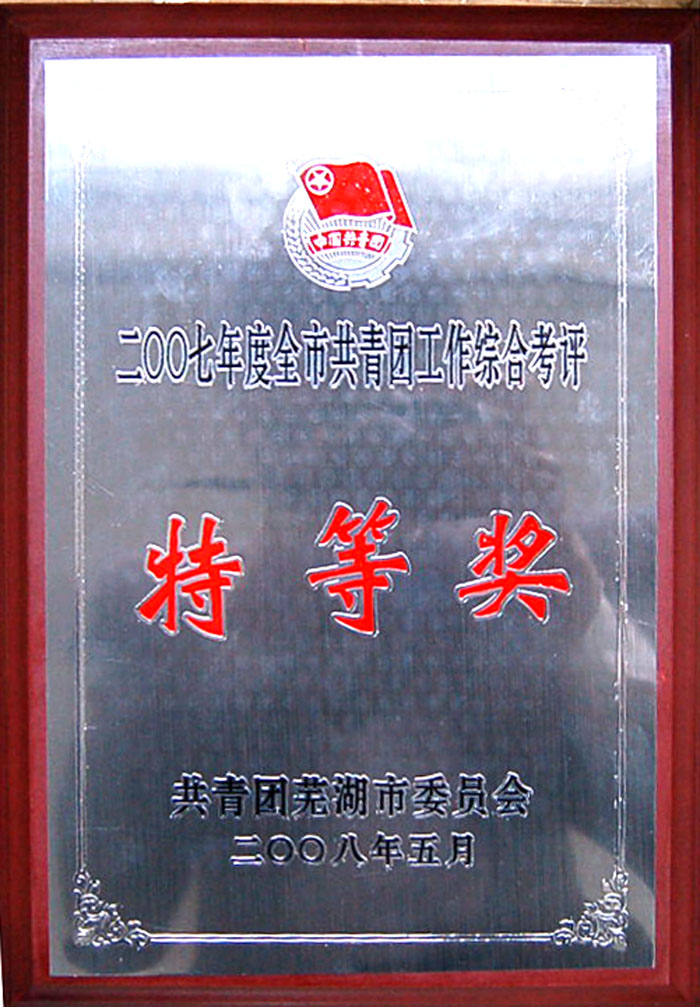 中国共青团
二〇〇七年度全市共青团工作综合考评
特等奖
共青团芜湖市委员会
二〇〇八年五月